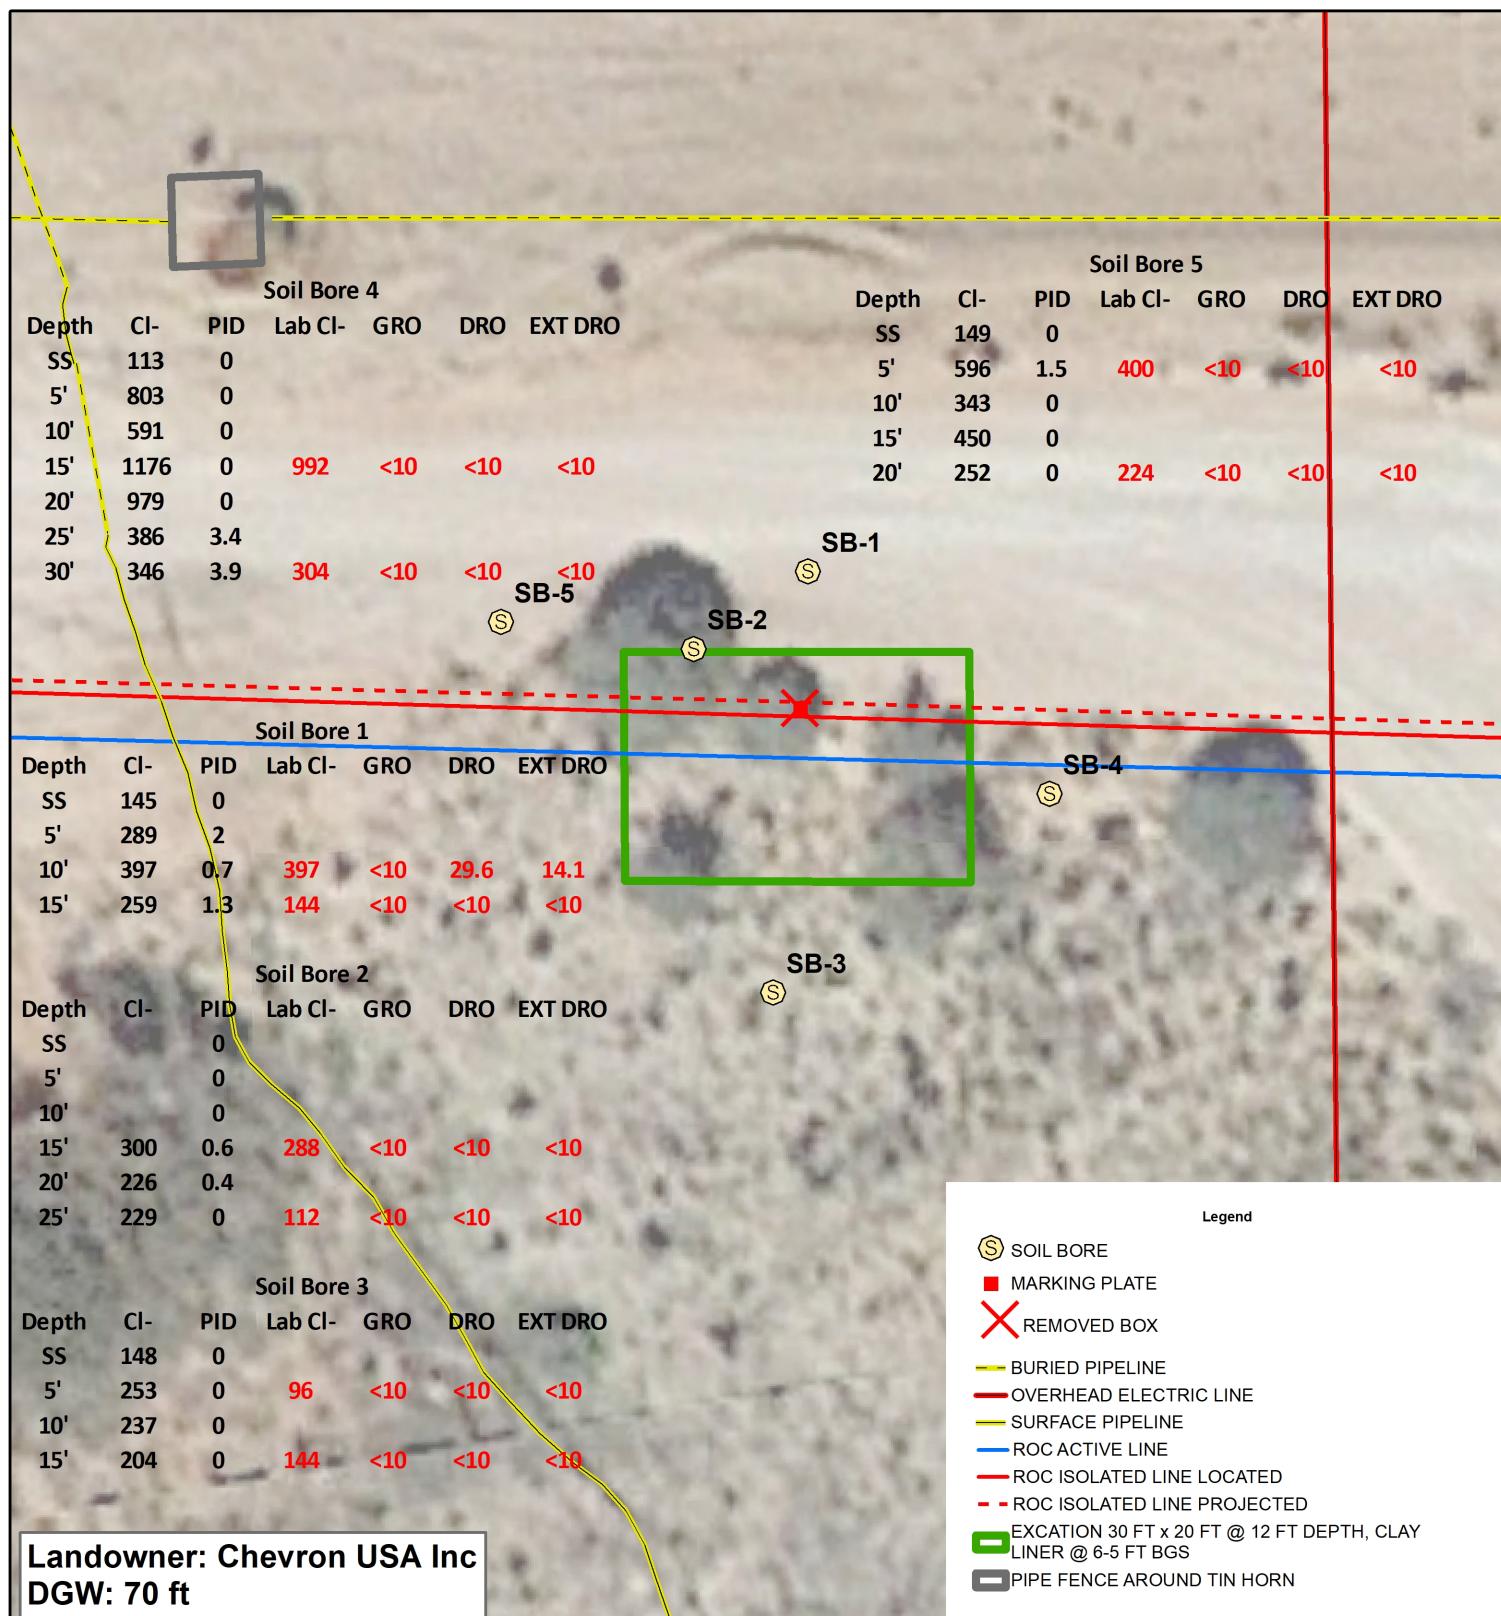 Soil Bore 4
Depth Cl- PID Lab Cl- GRO DRO EXT DRO
SS 113 0
5' 803 0
10' 591 0
15' 1176 0 992 <10 <10 <10
20' 979 0
25' 386 3.4
30' 346 3.9 304 <10 <10 <10
Soil Bore 5
Depth Cl- PID Lab Cl- GRO DRO EXT DRO
SS 149 0
5' 596 1.5 400 <10 <10 <10
10' 343 0
15' 450 0
20' 252 0 224 <10 <10 <10
SB-1
S
SB-5
S
SB-2
S
SB-4
S
SB-3
S
Soil Bore 1
Depth Cl- PID Lab Cl- GRO DRO EXT DRO
SS 145 0
5' 289 2
10' 397 0.7 397 <10 29.6 14.1
15' 259 1.3 144 <10 <10 <10
Soil Bore 2
Depth Cl- PID Lab Cl- GRO DRO EXT DRO
SS 0
5' 0
10' 0
15' 300 0.6 288 <10 <10 <10
20' 226 0.4
25' 229 0 112 <10 <10 <10
Soil Bore 3
Depth Cl- PID Lab Cl- GRO DRO EXT DRO
SS 148 0
5' 253 0 96 <10 <10 <10
10' 237 0
15' 204 0 144 <10 <10 <10
Landowner: Chevron USA Inc
DGW: 70 ft
Legend
S SOIL BORE
MARKING PLATE
REMOVED BOX
BURIED PIPELINE
OVERHEAD ELECTRIC LINE
SURFACE PIPELINE
ROC ACTIVE LINE
ROC ISOLATED LINE LOCATED
ROC ISOLATED LINE PROJECTED
EXCATION 30 FT x 20 FT @ 12 FT DEPTH, CLAY
LINER @ 6-5 FT BGS
PIPE FENCE AROUND TIN HORN